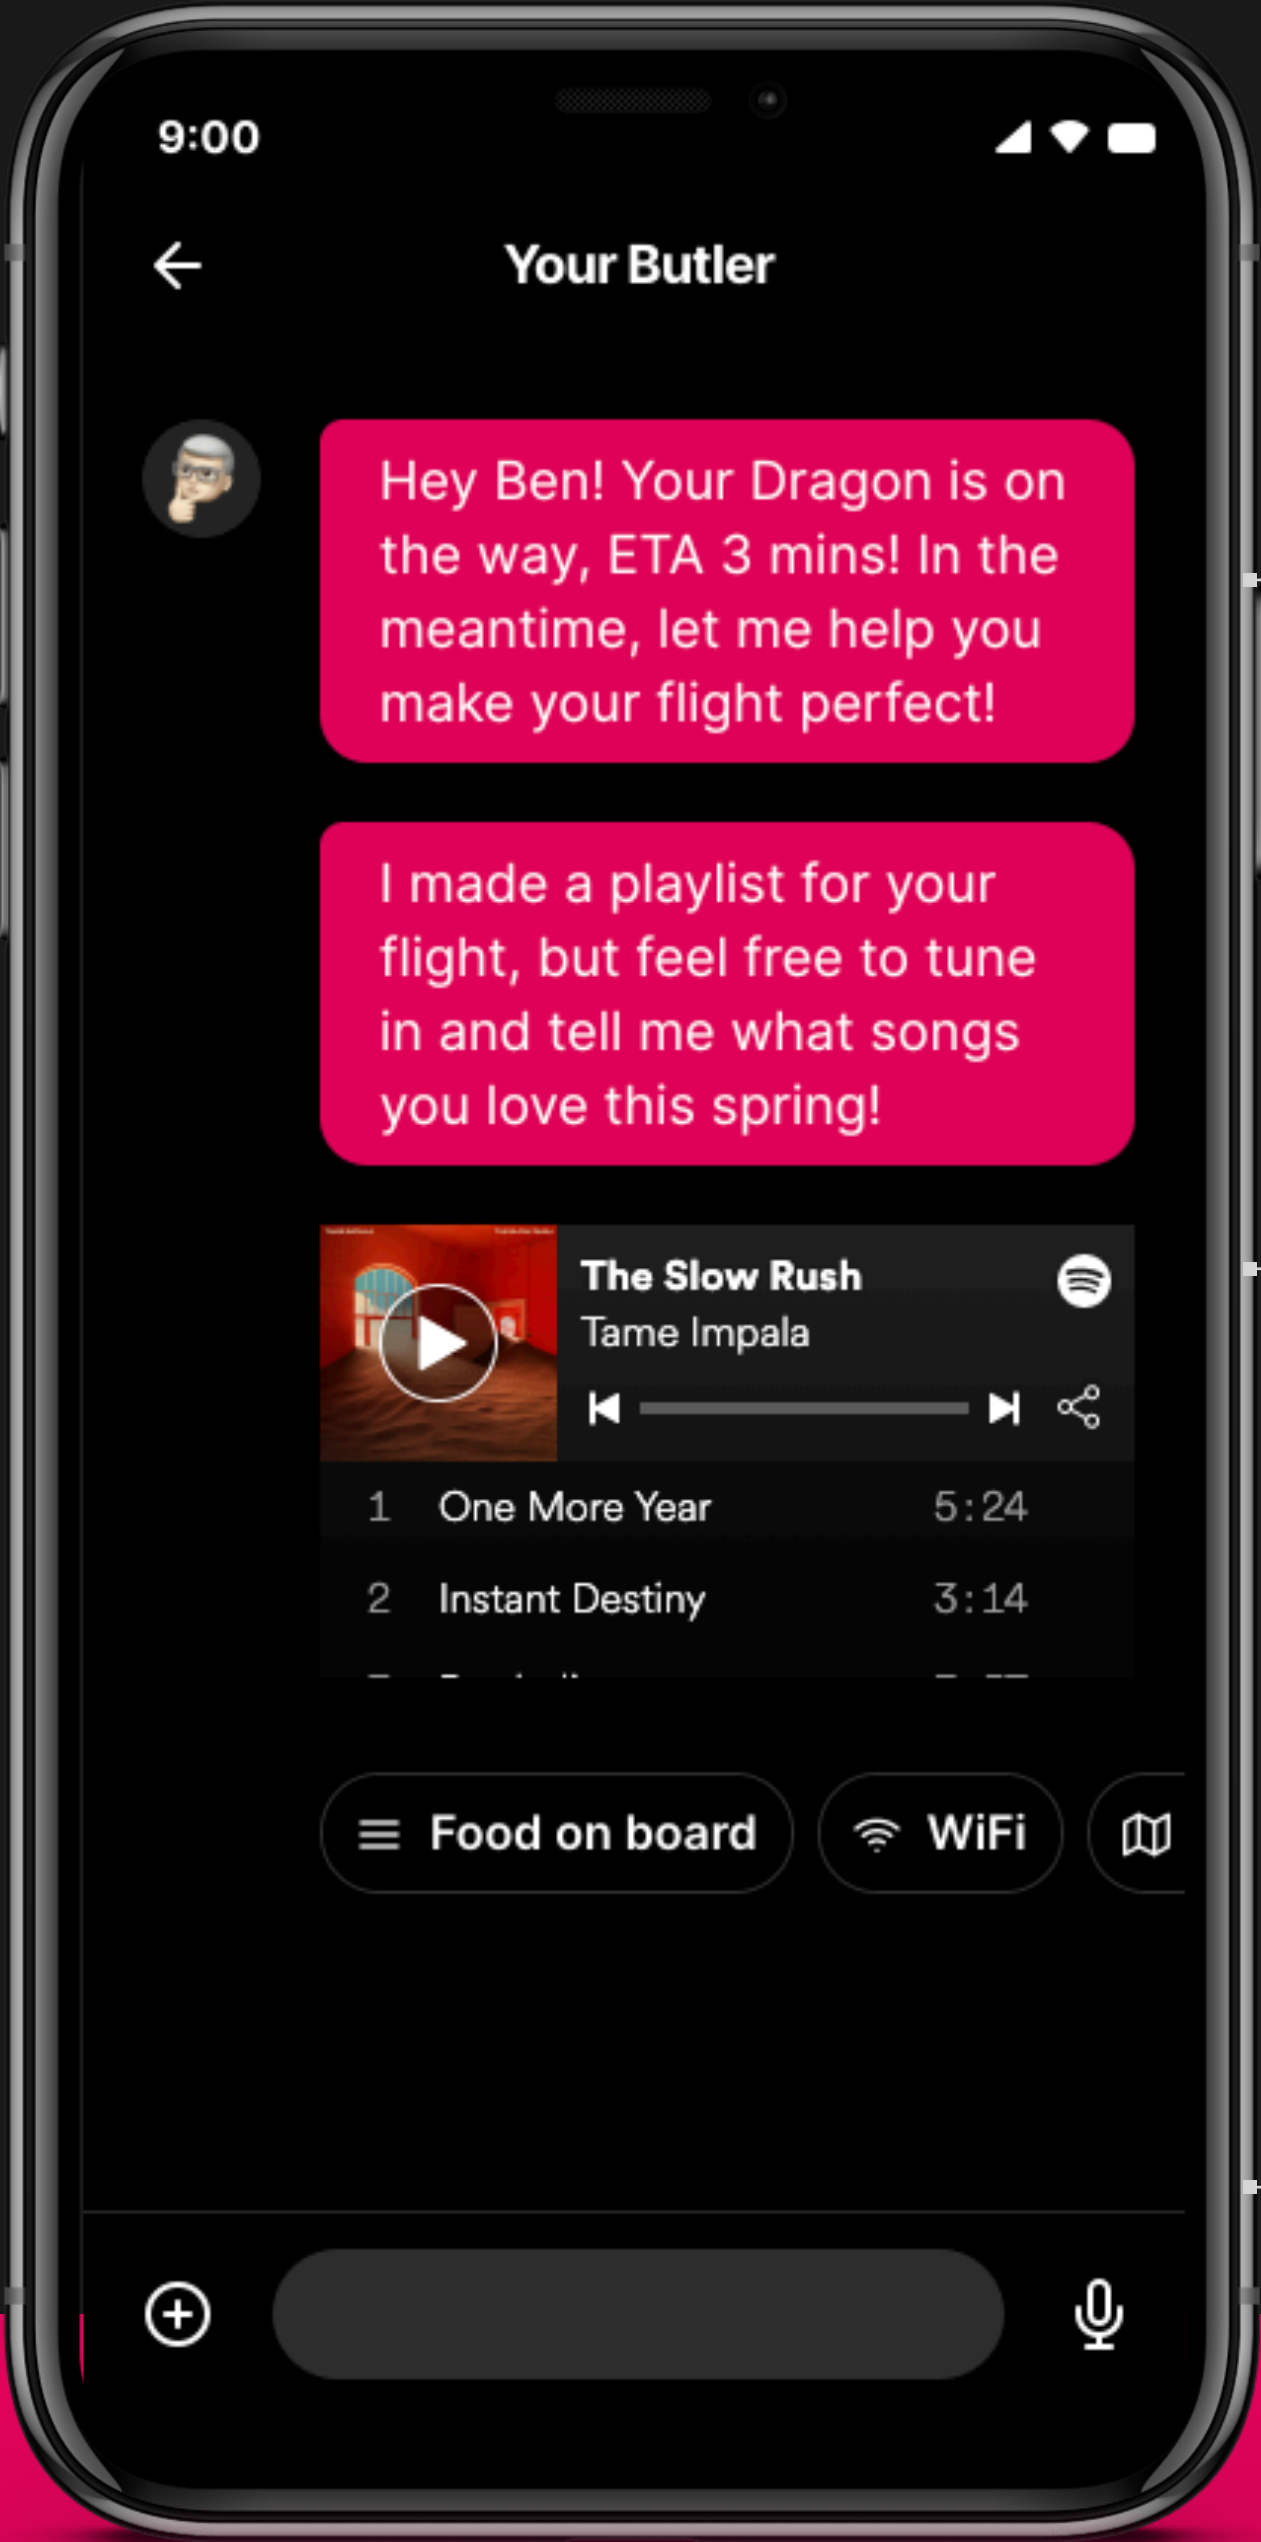 9:00
Your Butler
Hey Ben! Your Dragon is on
the way, ETA 3 mins! In the
meantime, let me help you
make your flight perfect!
I made a playlist for your
flight, but feel free to tune
in and tell me what songs
you love this spring!
The Slow Rush
Tame Impala
1 One More Year 5:24
2 Instant Destiny 3:14
Food on board
WiFi